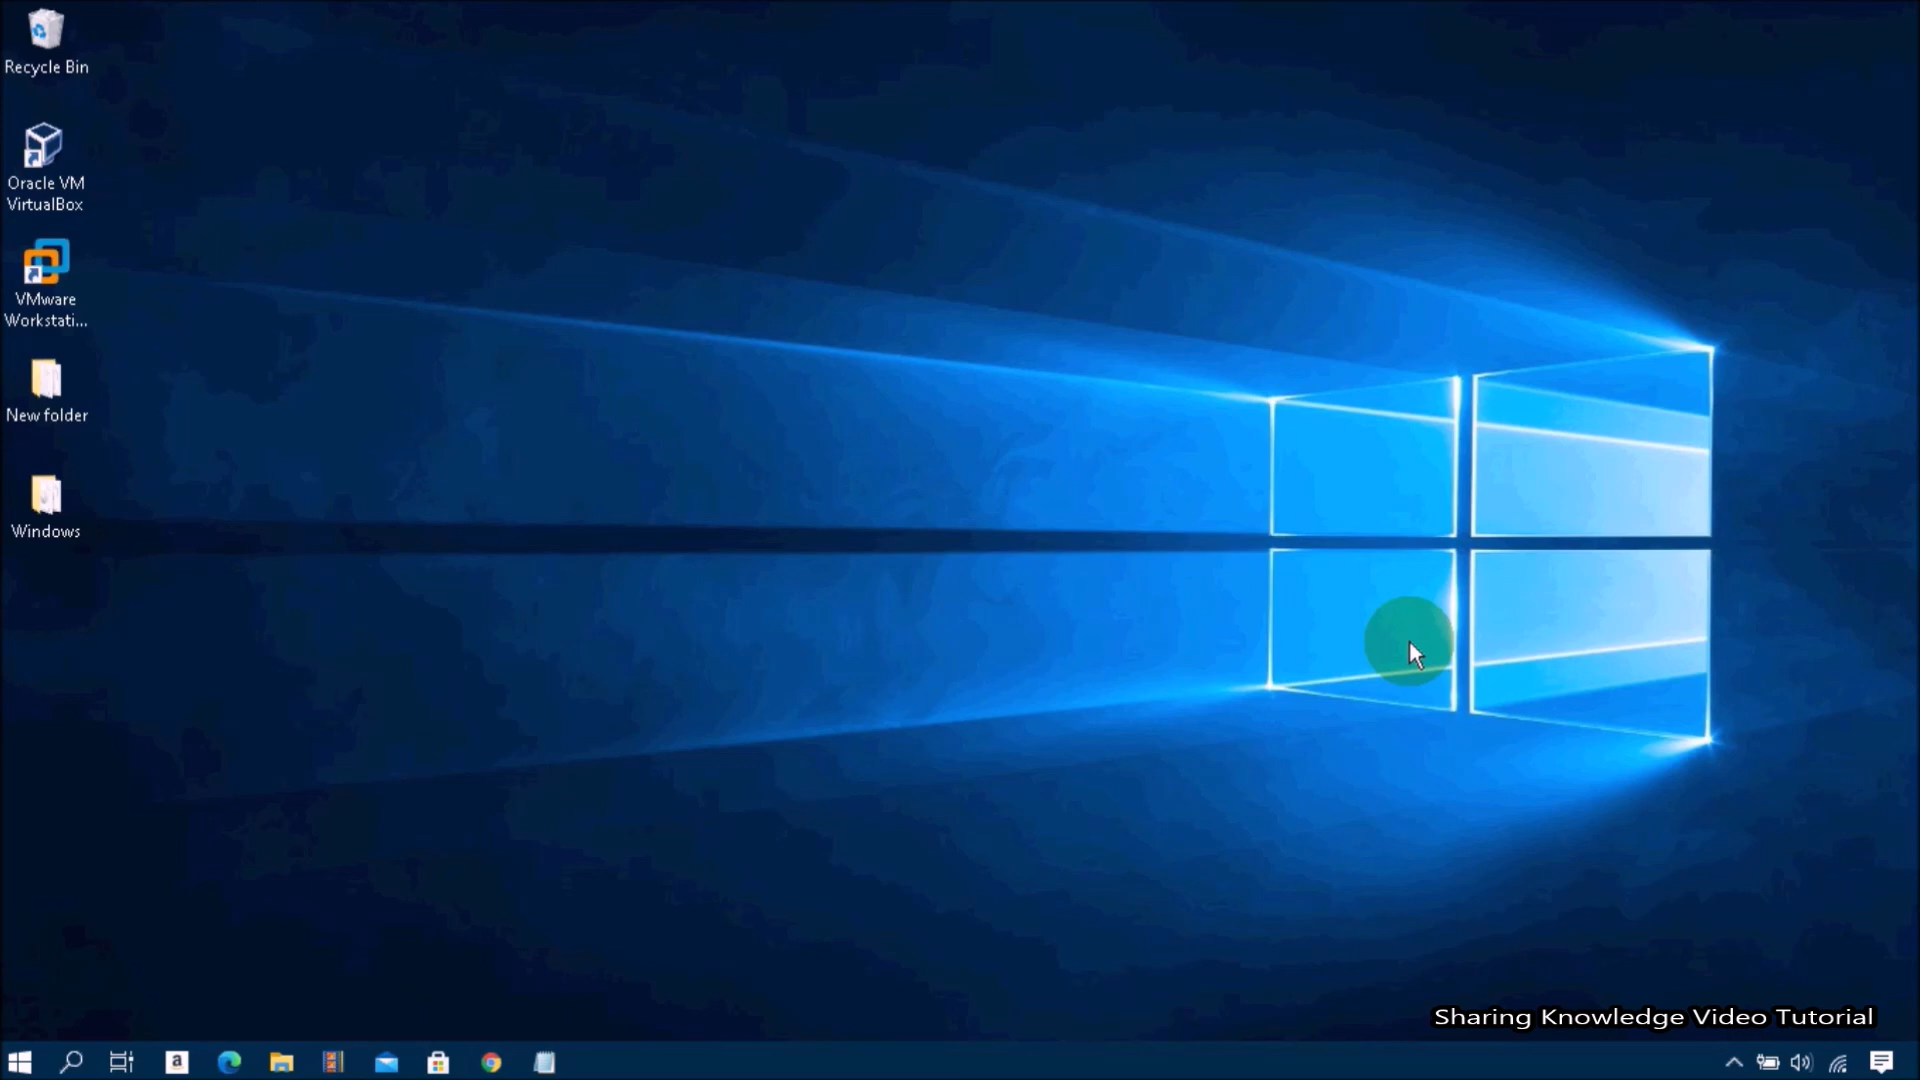 Recycle Bin
Oracle VM
VirtualBox
VMware
Workstati...
New folder
Windows
Sharing Knowledge Video Tutorial
a